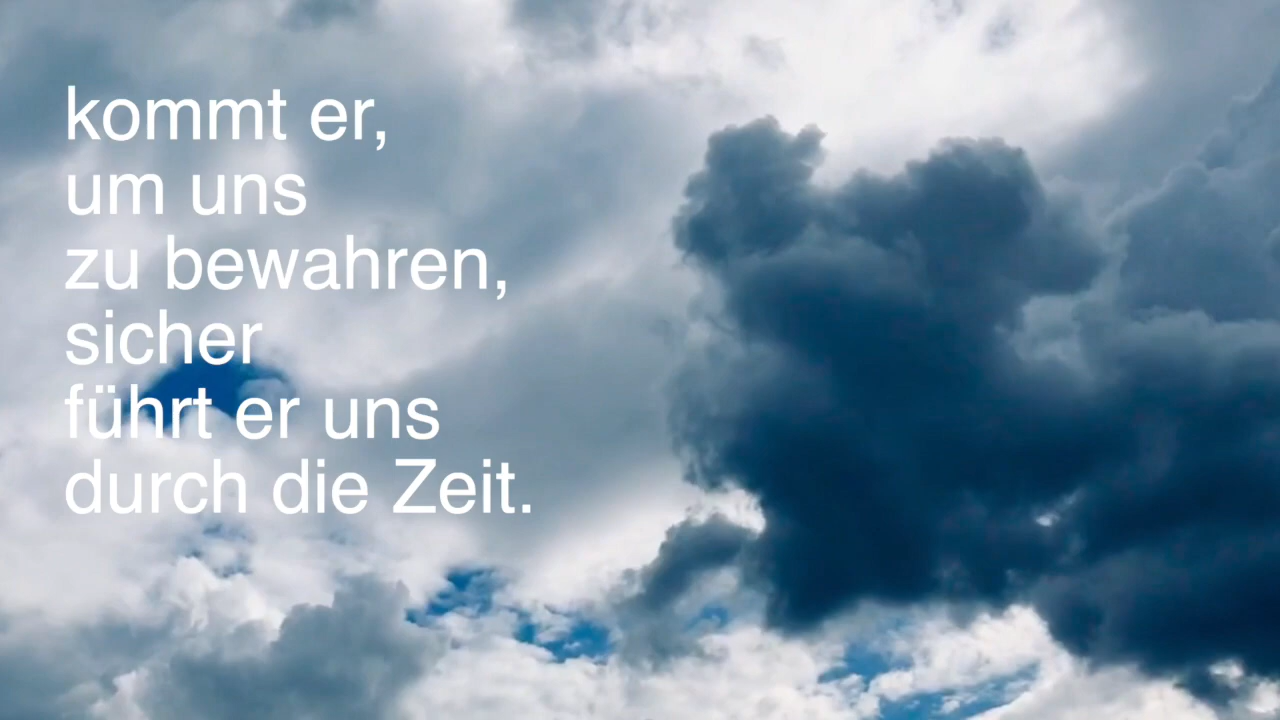 kommt er,
um uns
zu bewahren,
sicher
führt er uns
durch die Zeit.